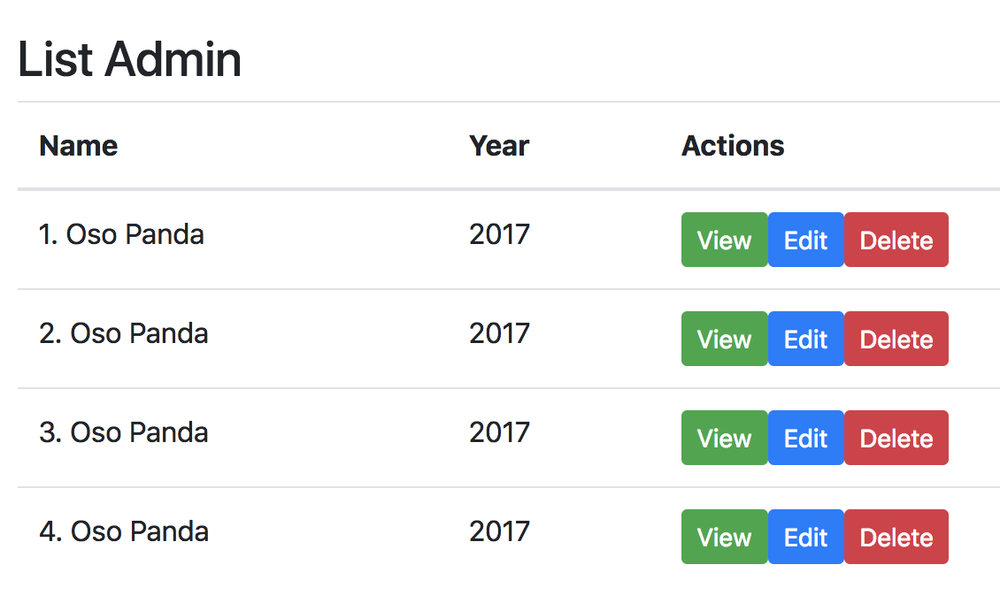 List Admin
Name Year Actions
1. Oso Panda 2017 View Edit Delete
2. Oso Panda 2017 View Edit Delete
3. Oso Panda 2017 View Edit Delete
4. Oso Panda 2017 View Edit Delete